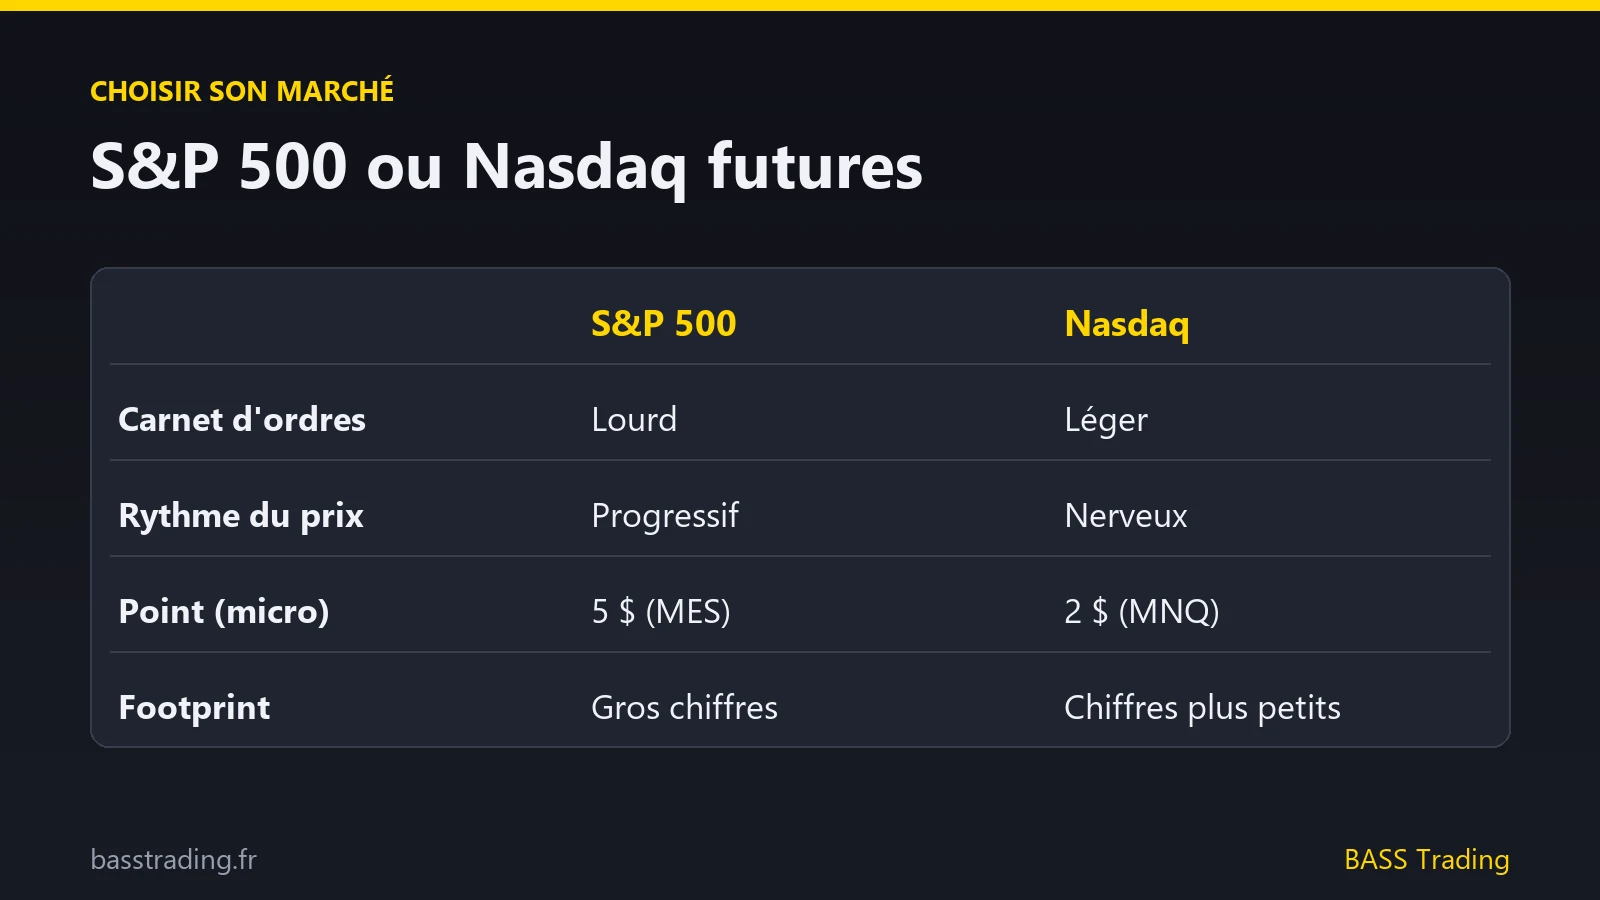 CHOISIR SON MARCHÉ
S&P 500 ou Nasdaq futures
S&P 500 Nasdaq
Carnet d'ordres Lourd Léger
Rythme du prix Progressif Nerveux
Point (micro) 5 $ (MES) 2 $ (MNQ)
Footprint Gros chiffres Chiffres plus petits
basstrading.fr BASS Trading